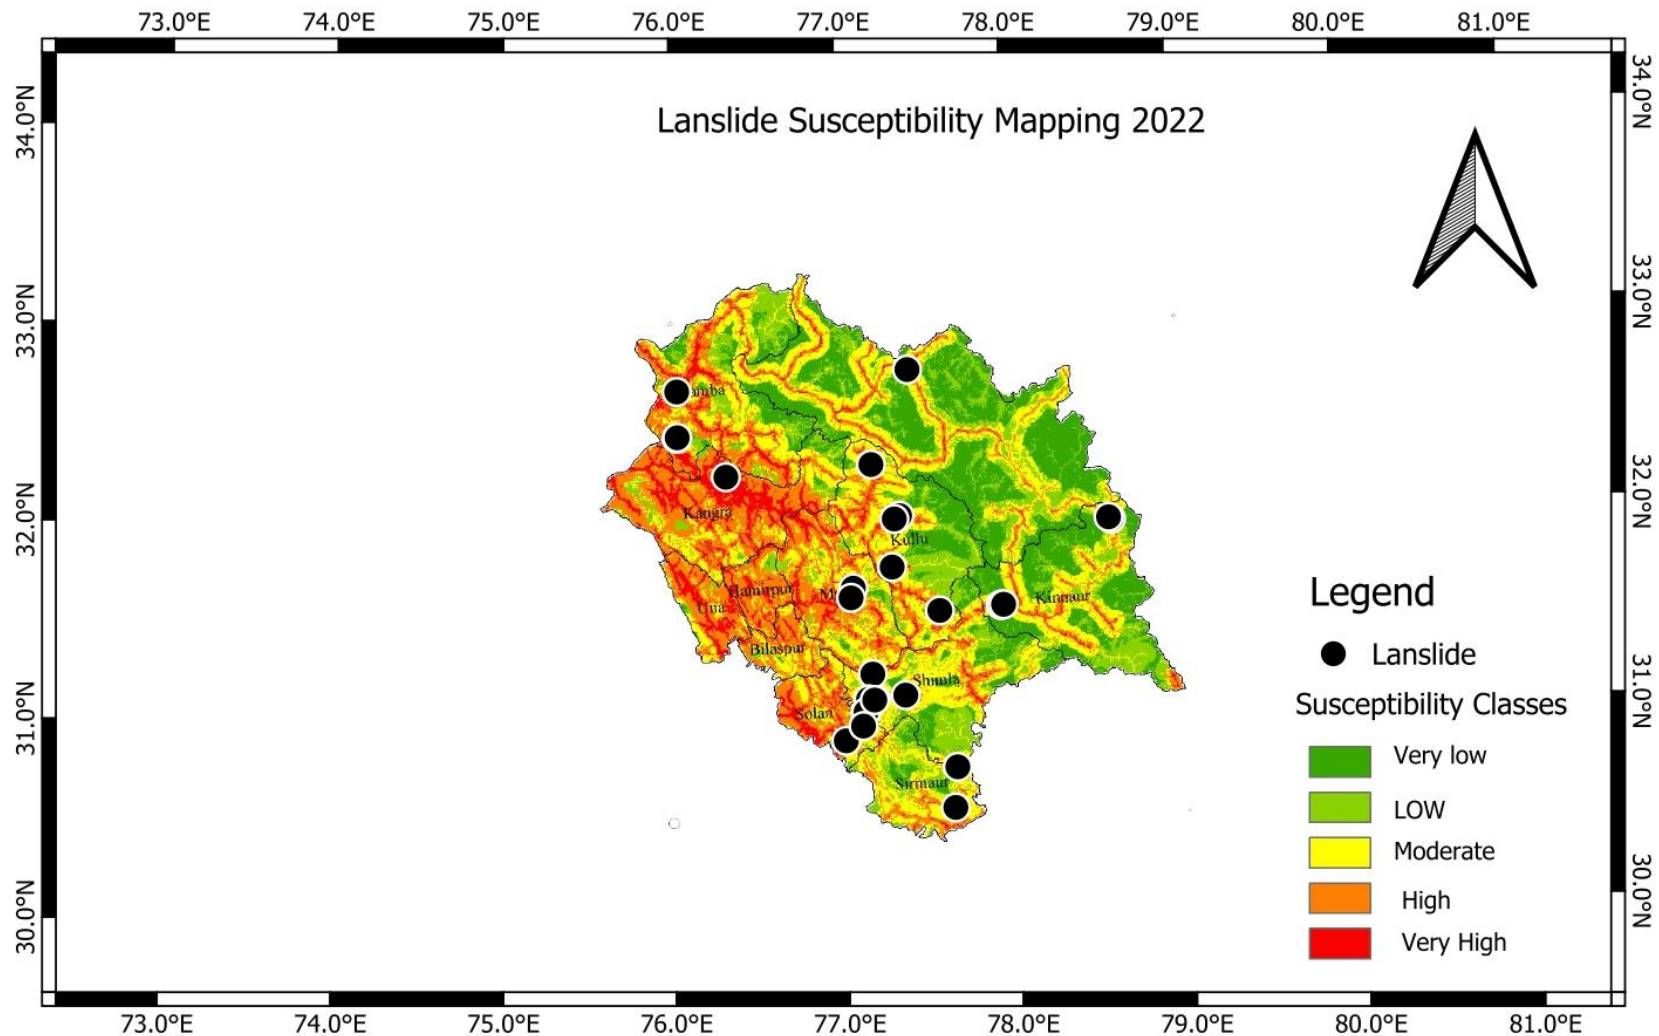 73.0°E 74.0°E 75.0°E 76.0°E 77.0°E 78.0°E 79.0°E 80.0°E 81.0°E
34.0°N
33.0°N
32.0°N
31.0°N
30.0°N
Lanslide Susceptibility Mapping 2022
amba
Kangra
Kullu
Hamirpur
M
Una
Kinnaur
Bilaspur
Shimla
Solan
Sirmaur
Legend
Lanslide
Susceptibility Classes
Very low
LOW
Moderate
High
Very High
34.0°N
33.0°N
32.0°N
31.0°N
30.0°N
73.0°E 74.0°E 75.0°E 76.0°E 77.0°E 78.0°E 79.0°E 80.0°E 81.0°E